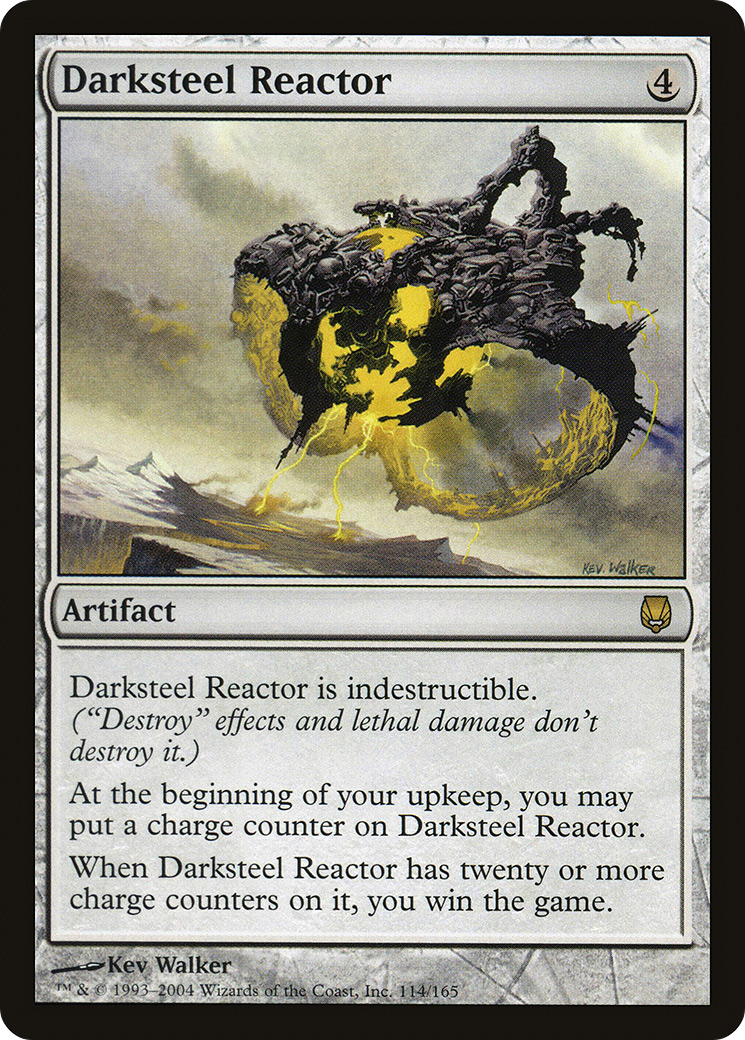 Darksteel Reactor 4
KEV. WALKER
Artifact
Darksteel Reactor is indestructible.
(“Destroy” effects and lethal damage don’t
destroy it.)
At the beginning of your upkeep, you may
put a charge counter on Darksteel Reactor.
When Darksteel Reactor has twenty or more
charge counters on it, you win the game.
Kev Walker
™ & © 1993–2004 Wizards of the Coast, Inc. 114/165